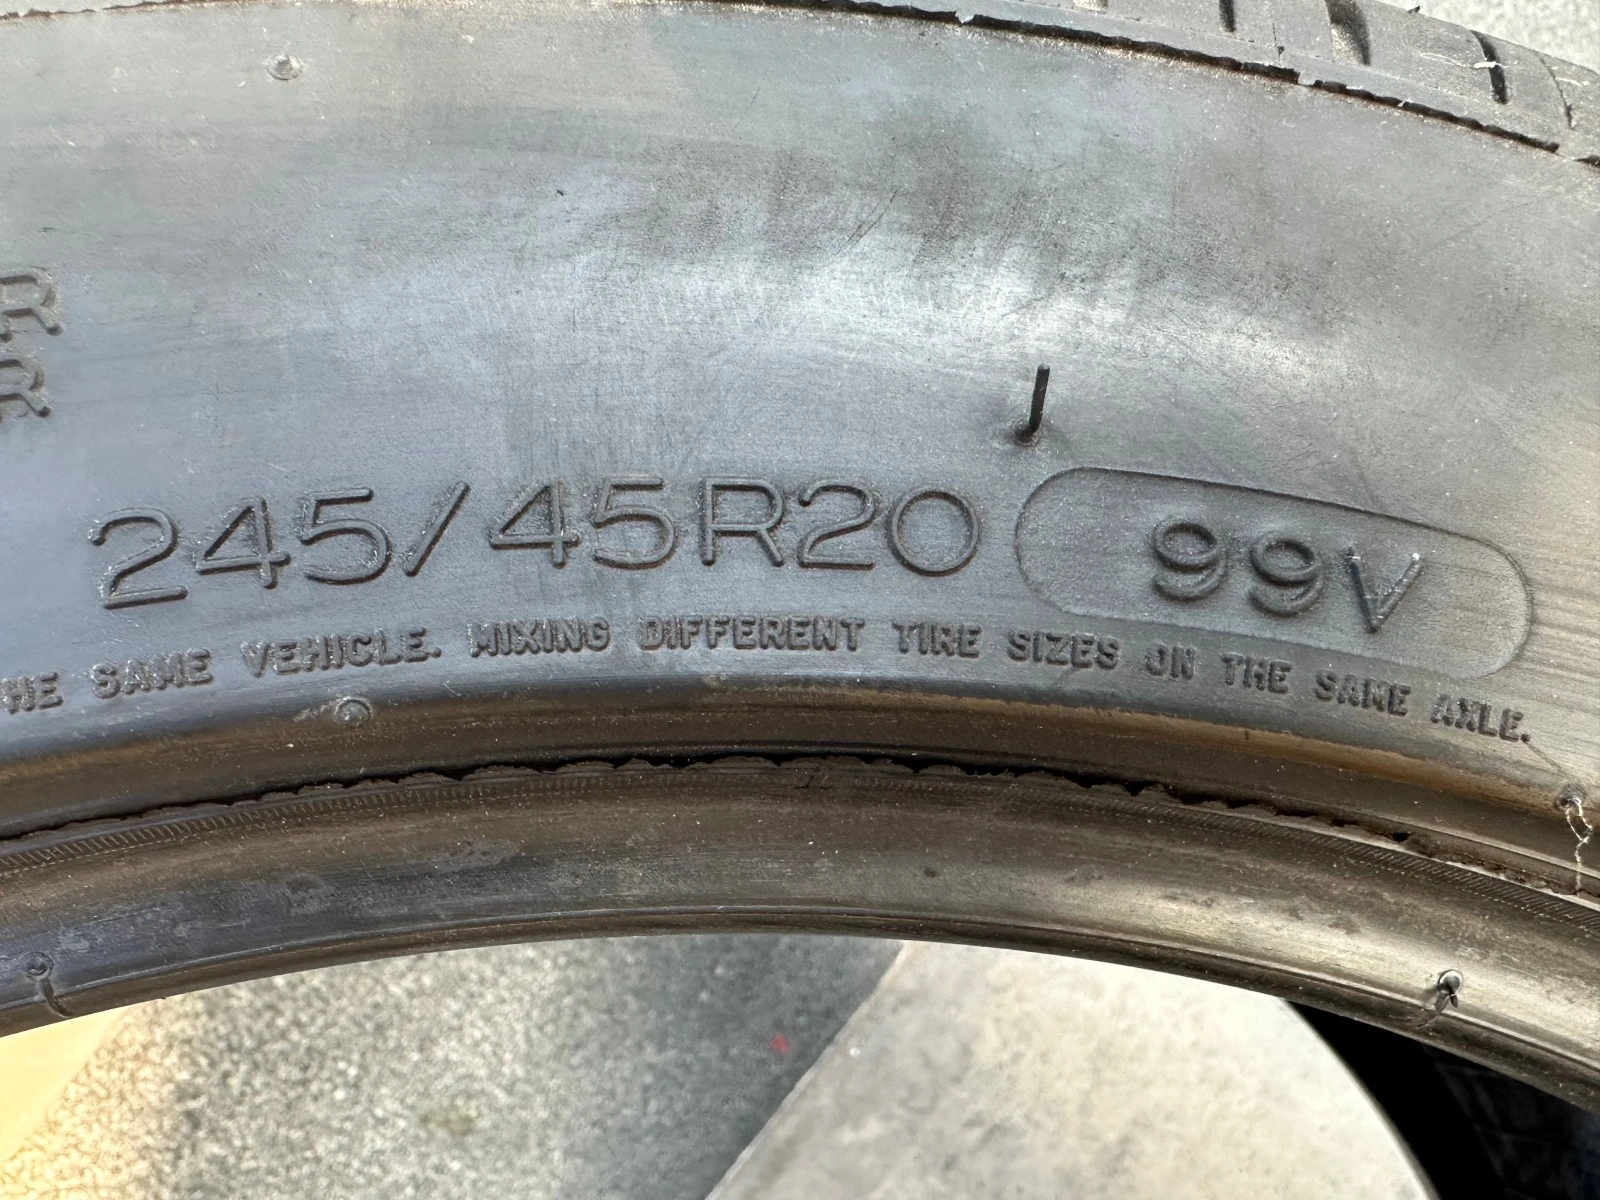 R
R
245/45R20 99V
HE SAME VEHICLE. MIXING DIFFERENT TIRE SIZES ON THE SAME AXLE.